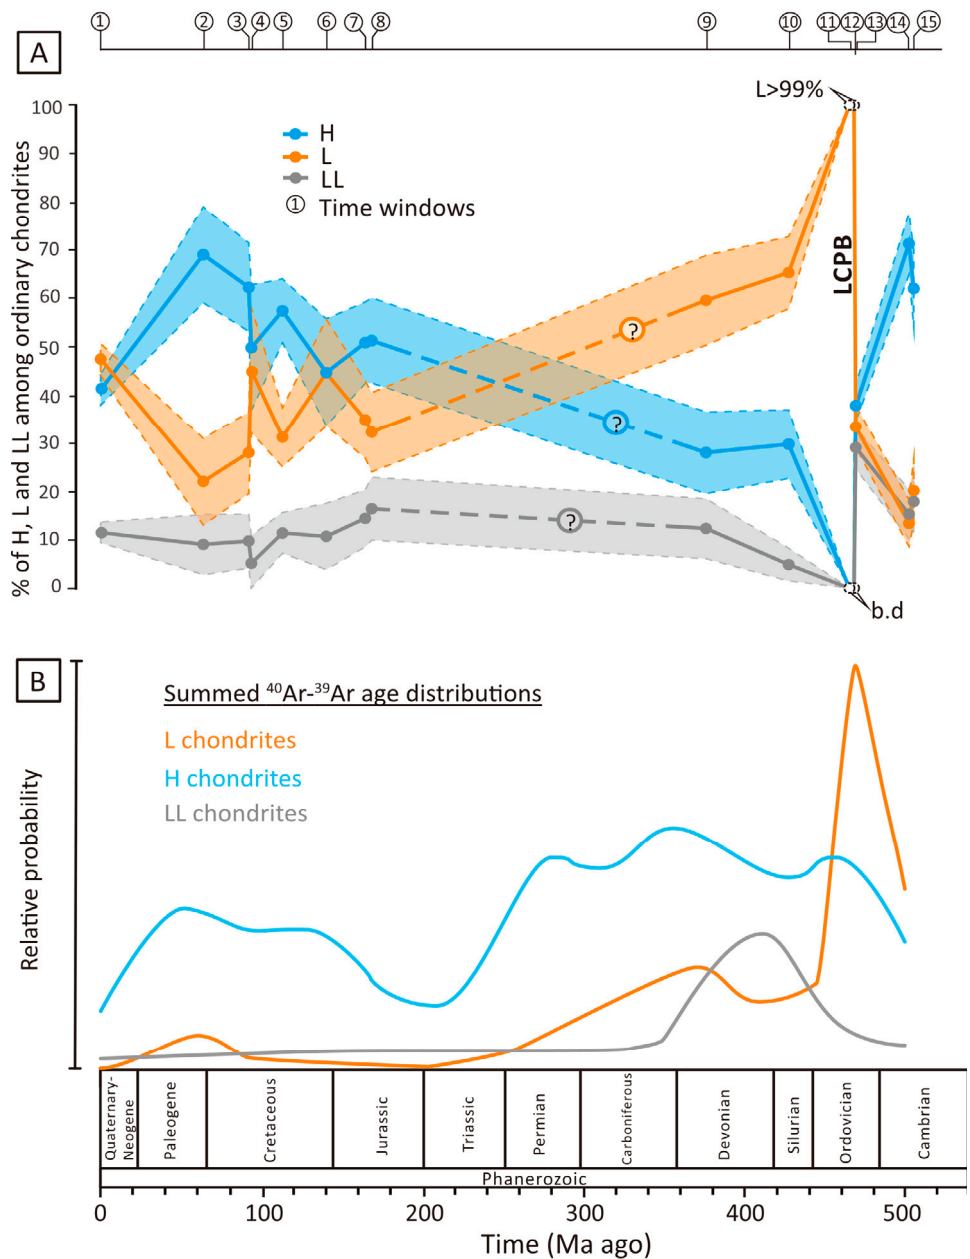 ① ② ③ ④ ⑤ ⑥ ⑦ ⑧ ⑨ ⑩ ⑪ ⑫ ⑬ ⑭ ⑮
A
L>99%
% of H, L and LL among ordinary chondrites
100
90
80
70
60
50
40
30
20
10
0
H
L
LL
① Time windows
LCPB
?
?
?
b.d
B
Summed ⁴⁰Ar-³⁹Ar age distributions
L chondrites
H chondrites
LL chondrites
Relative probability
Quaternary-
Neogene
Paleogene
Cretaceous
Jurassic
Triassic
Permian
Carboniferous
Devonian
Silurian
Ordovician
Cambrian
Phanerozoic
0 100 200 300 400 500
Time (Ma ago)